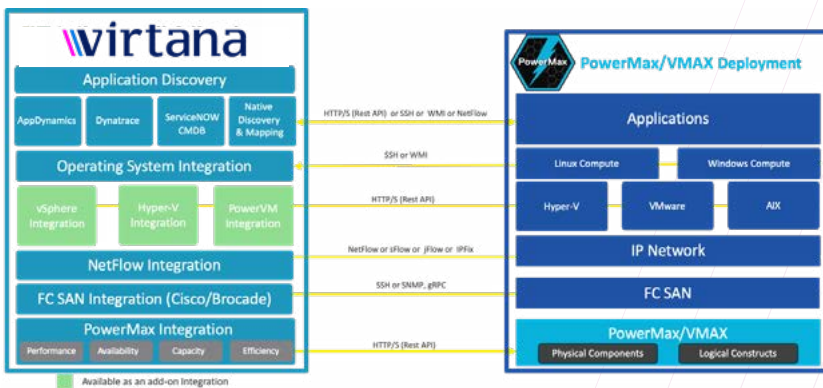 virtana
Application Discovery
AppDynamics
Dynatrace
ServiceNOW
CMDB
Native
Discovery
& Mapping
Operating System Integration
vSphere
Integration
Hyper-V
Integration
PowerVM
Integration
NetFlow Integration
FC SAN Integration (Cisco/Brocade)
PowerMax Integration
Performance
Availability
Capacity
Efficiency
Available as an add-on Integration
HTTP/S (Rest API) or SSH or WMI or NetFlow
SSH or WMI
HTTP/S (Rest API)
NetFlow or sFlow or jFlow or IPFix
SSH or SNMP, gRPC
HTTP/S (Rest API)
PowerMax
PowerMax/VMAX Deployment
Applications
Linux Compute
Windows Compute
Hyper-V
VMware
AIX
IP Network
FC SAN
PowerMax/VMAX
Physical Components
Logical Constructs